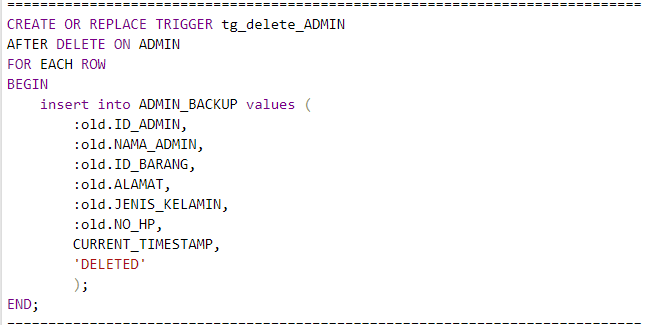 ==============================================================================
CREATE OR REPLACE TRIGGER tg_delete_ADMIN
AFTER DELETE ON ADMIN
FOR EACH ROW
BEGIN
    insert into ADMIN_BACKUP values (
        :old.ID_ADMIN,
        :old.NAMA_ADMIN,
        :old.ID_BARANG,
        :old.ALAMAT,
        :old.JENIS_KELAMIN,
        :old.NO_HP,
        CURRENT_TIMESTAMP,
        'DELETED'
        );
END;
------------------------------------------------------------------------------